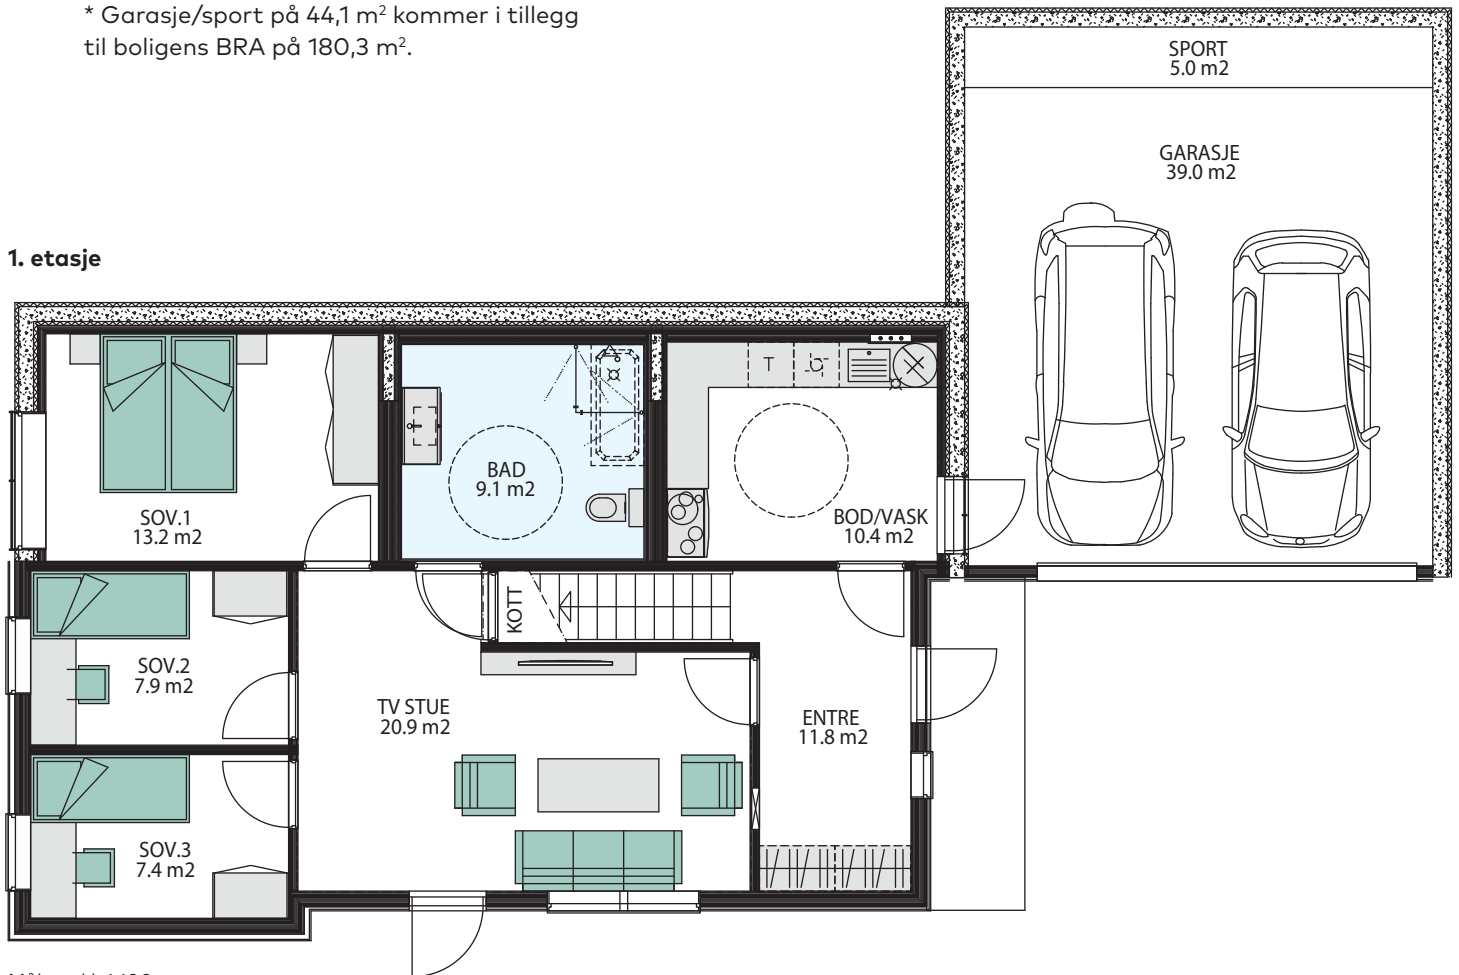 * Garasje/sport på 44,1 m² kommer i tillegg
til boligens BRA på 180,3 m².
SPORT
5.0 m2
GARASJE
39.0 m2
1. etasje
T
BAD
9.1 m2
SOV.1
13.2 m2
BOD/VASK
10.4 m2
KOTT
SOV.2
7.9 m2
TV STUE
20.9 m2
ENTRE
11.8 m2
SOV.3
7.4 m2